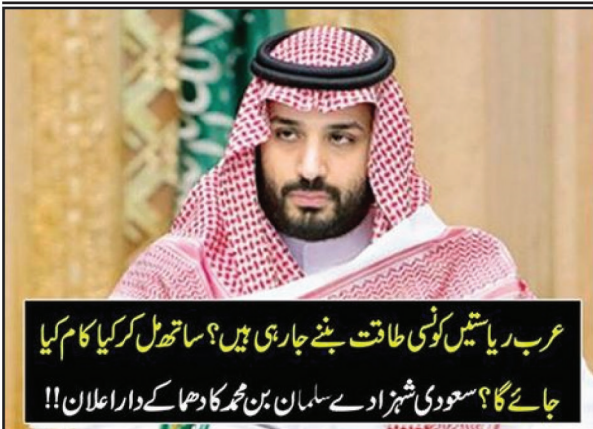 عرب ریاستیں کونسی طاقت بننے جارہی ہیں؟ ساتھ مل کر کیا کام کیا
جائے گا؟ سعودی شہزادے سلمان بن محمد کا دھماکے دار اعلان!!